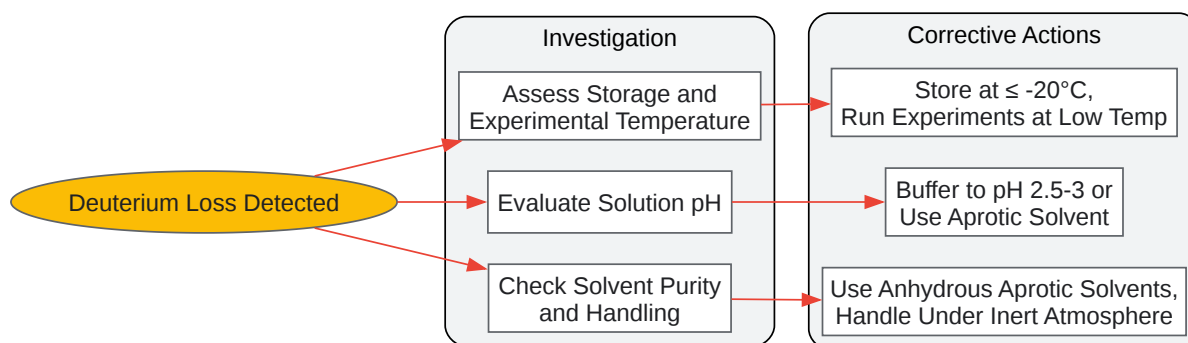 Investigation
Corrective Actions
Deuterium Loss Detected
Assess Storage and
Experimental Temperature
Store at ≤ -20°C,
Run Experiments at Low Temp
Evaluate Solution pH
Buffer to pH 2.5-3 or
Use Aprotic Solvent
Check Solvent Purity
and Handling
Use Anhydrous Aprotic Solvents,
Handle Under Inert Atmosphere